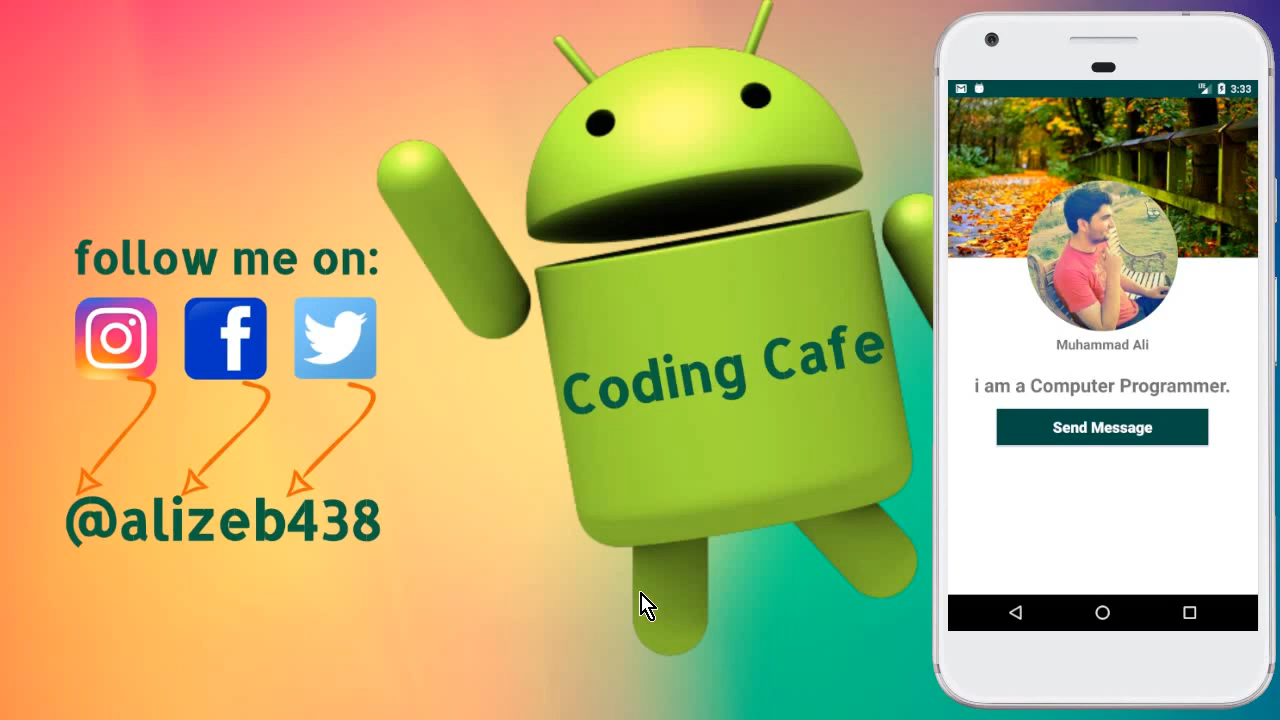 follow me on:
@alizeb438
Coding Cafe
3:33
Muhammad Ali
i am a Computer Programmer.
Send Message